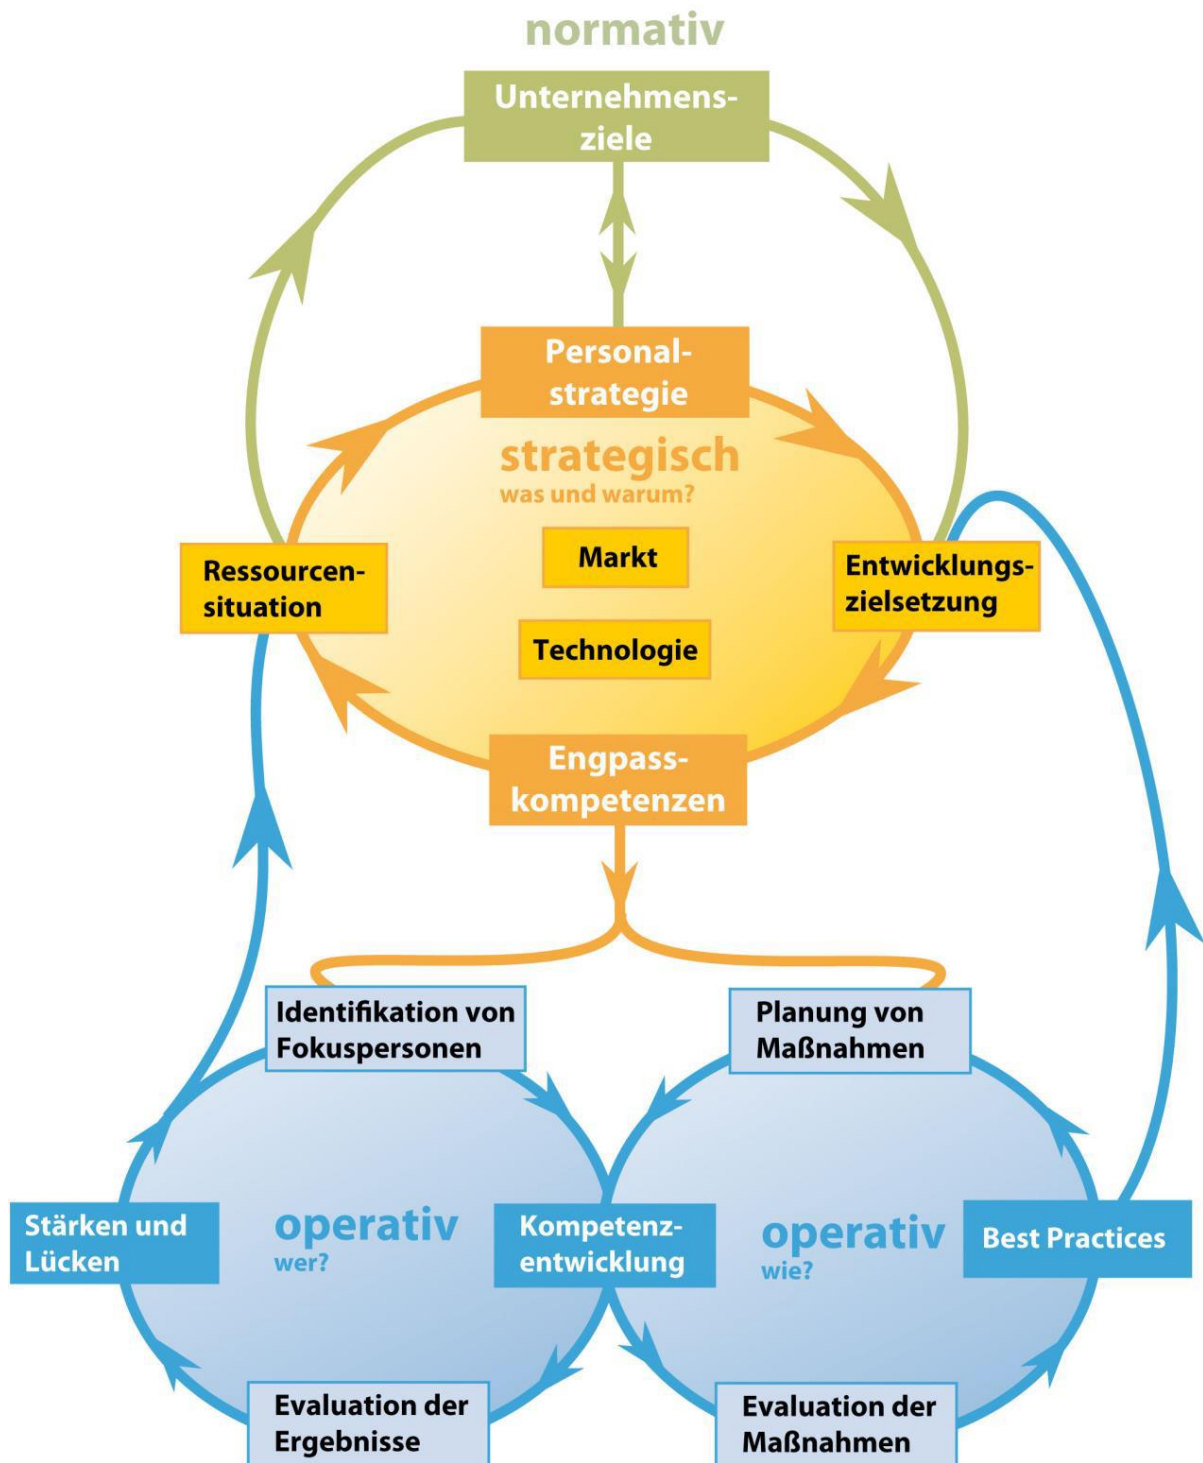 normativ
Unternehmens-
ziele
Personal-
strategie
strategisch
was und warum?
Markt
Ressourcen-
situation
Entwicklungs-
zielsetzung
Technologie
Engpass-
kompetenzen
Identifikation von
Fokuspersonen
Planung von
Maßnahmen
Stärken und
Lücken
operativ
wer?
Kompetenz-
entwicklung
operativ
wie?
Best Practices
Evaluation der
Ergebnisse
Evaluation der
Maßnahmen